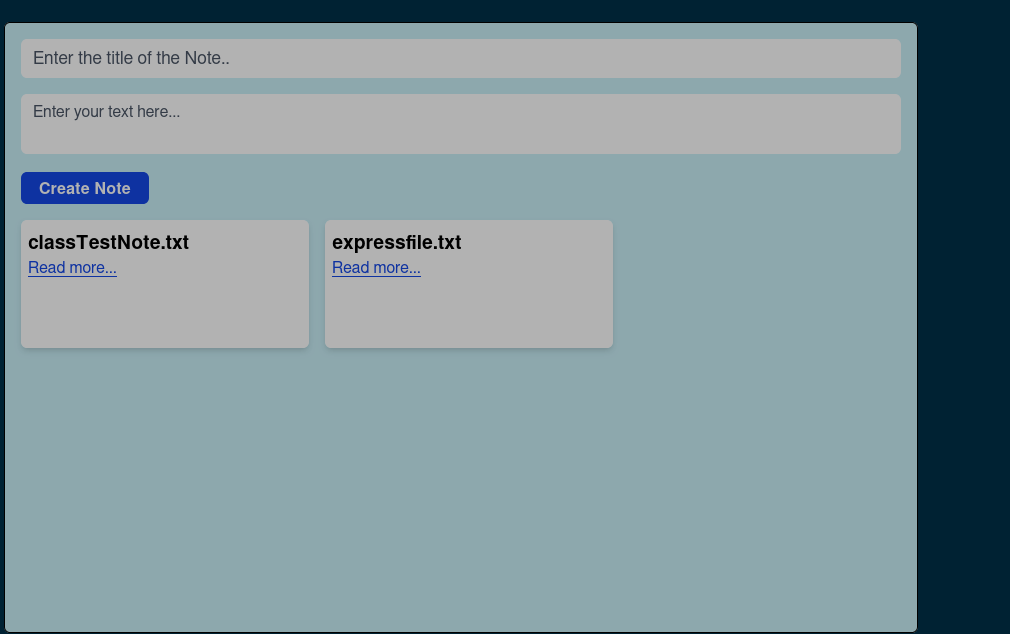 Enter the title of the Note..
Enter your text here...
Create Note
classTestNote.txt
Read more...
expressfile.txt
Read more...